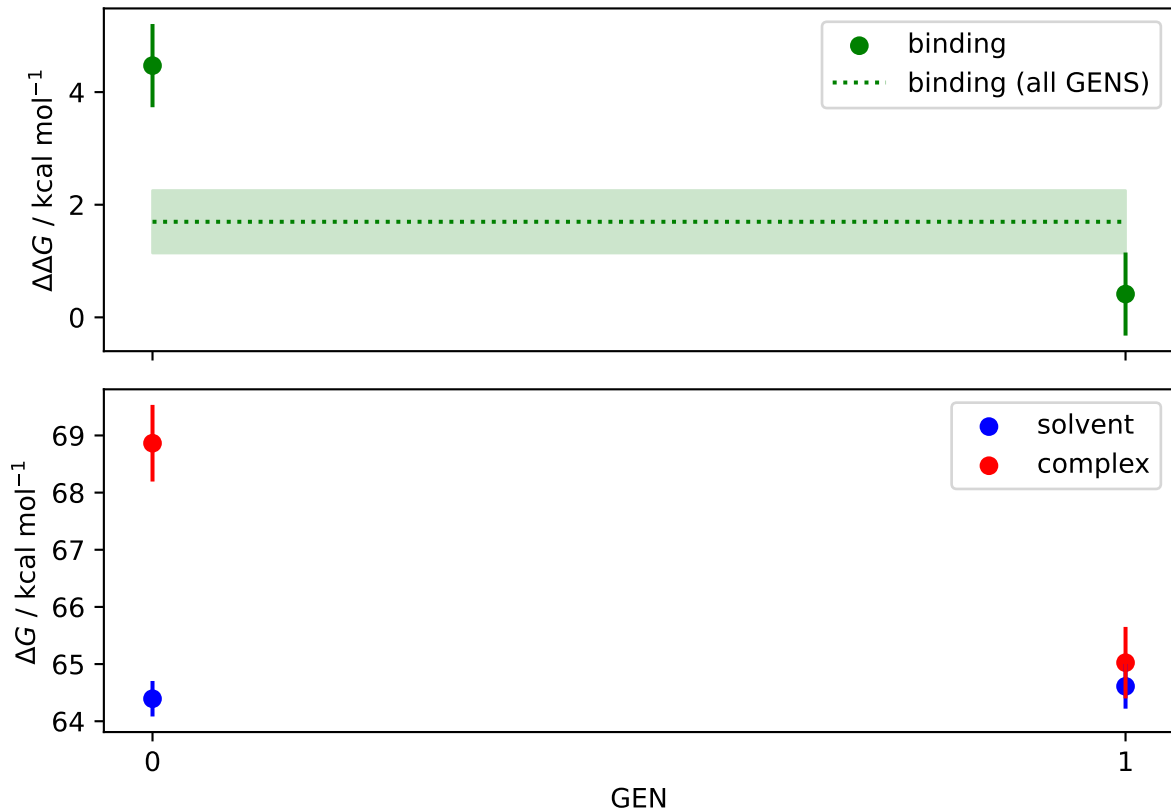 binding
binding (all GENS)
4
2
0
ΔΔG / kcal mol⁻¹
solvent
complex
69
68
67
66
65
64
ΔG / kcal mol⁻¹
0
1
GEN